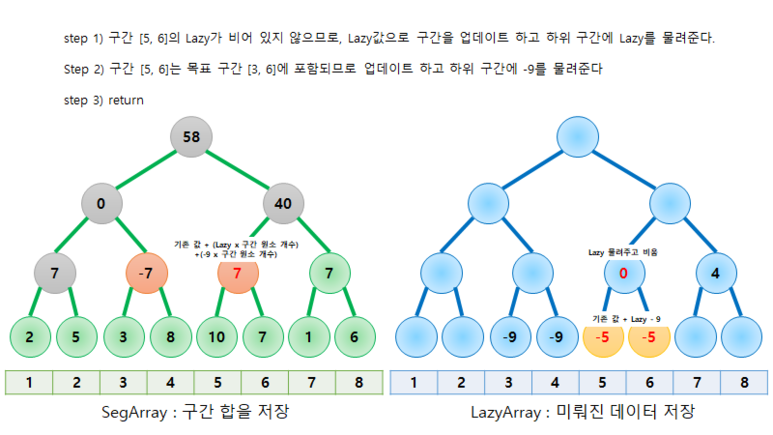 step 1) 구간 [5, 6]의 Lazy가 비어 있지 않으므로, Lazy값으로 구간을 업데이트 하고 하위 구간에 Lazy를 물려준다.
Step 2) 구간 [5, 6]는 목표 구간 [3, 6]에 포함되므로 업데이트 하고 하위 구간에 -9를 물려준다
step 3) return
58
0 40
기존 값 + (Lazy x 구간 원소 개수)
+(-9 x 구간 원소 개수)
Lazy 물려주고 비움
7 -7 7 7
0 4
기존 값 + Lazy - 9
2 5 3 8 10 7 1 6
-9 -9 -5 -5
1 2 3 4 5 6 7 8
1 2 3 4 5 6 7 8
SegArray : 구간 합을 저장
LazyArray : 미뤄진 데이터 저장